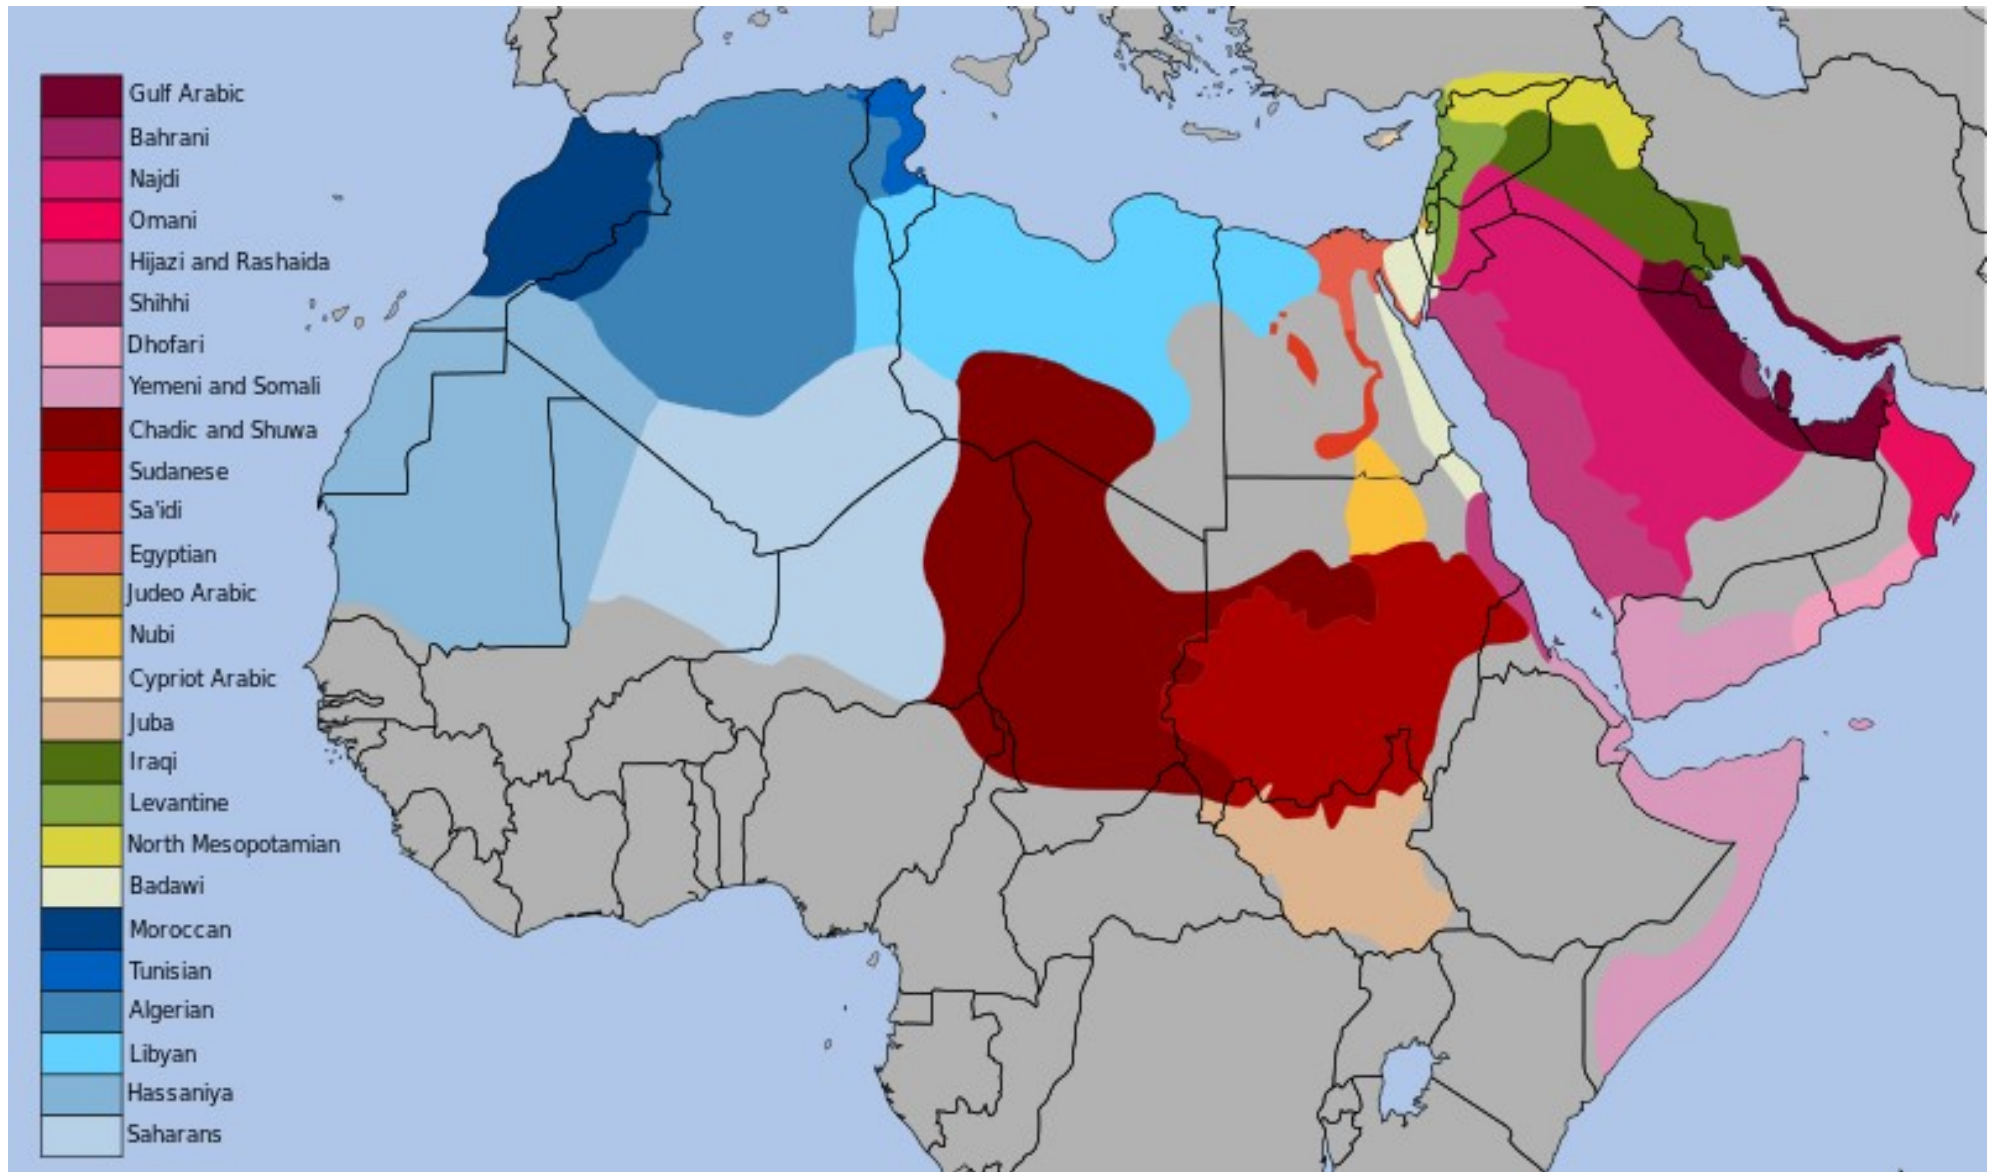 Gulf Arabic
Bahrani
Najdi
Omani
Hijazi and Rashaida
Shihhi
Dhofari
Yemeni and Somali
Chadic and Shuwa
Sudanese
Sa'idi
Egyptian
Judeo Arabic
Nubi
Cypriot Arabic
Juba
Iraqi
Levantine
North Mesopotamian
Badawi
Moroccan
Tunisian
Algerian
Libyan
Hassaniya
Saharans